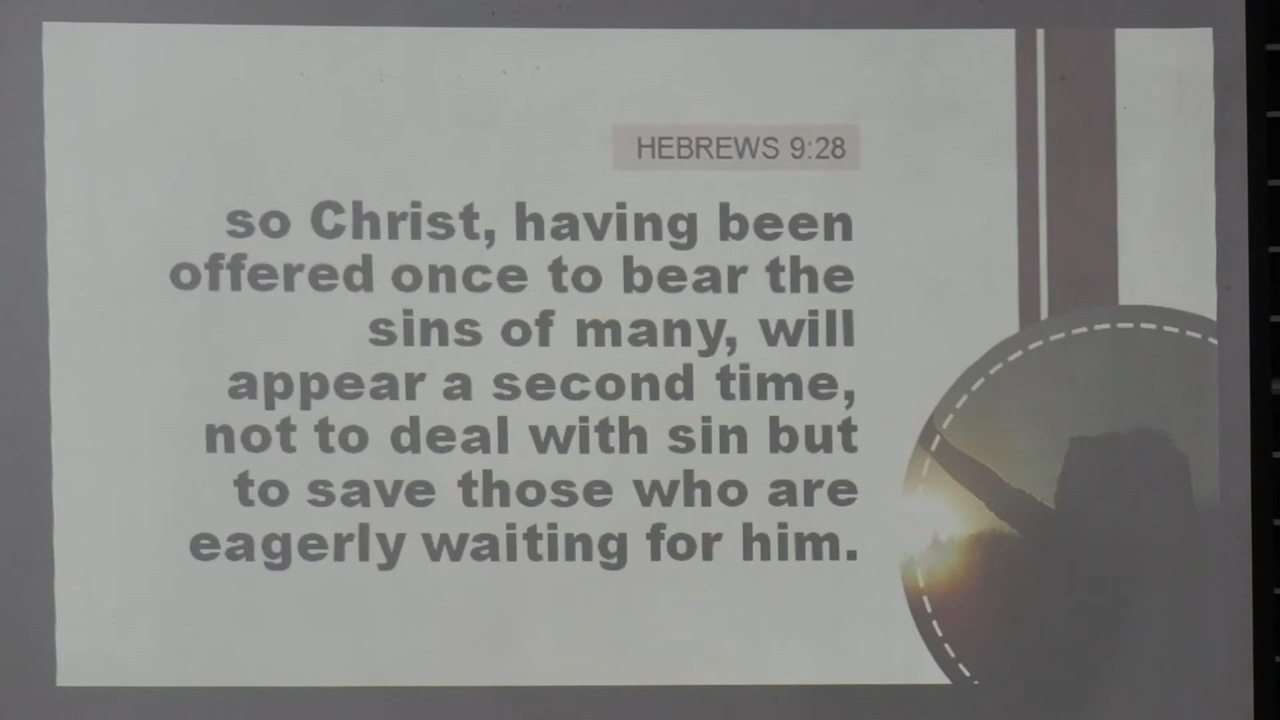 HEBREWS 9:28
so Christ, having been
offered once to bear the
sins of many, will
appear a second time,
not to deal with sin but
to save those who are
eagerly waiting for him.